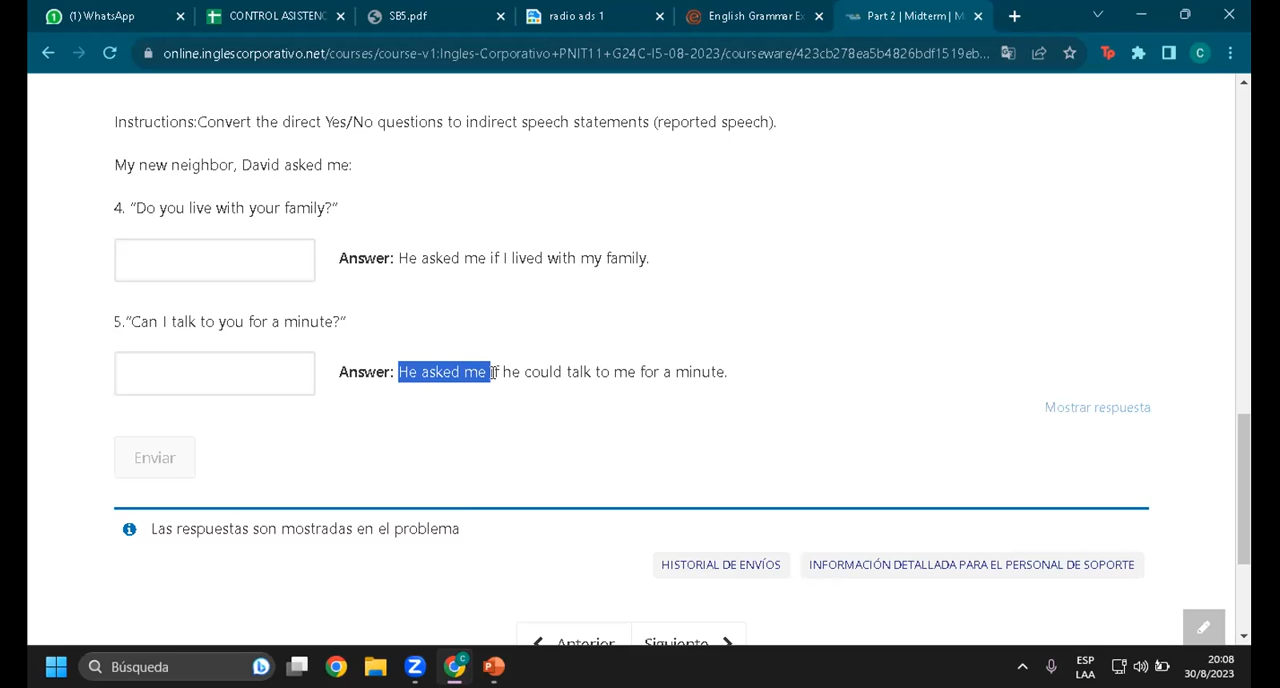 (1) WhatsApp
CONTROL ASISTENC
SB5.pdf
radio ads 1
English Grammar Ex
Part 2 | Midterm | M
online.inglescorporativo.net/courses/course-v1:Ingles-Corporativo+PNIT11+G24C-I5-08-2023/courseware/423cb278ea5b4826bdf1519eb...
Instructions:Convert the direct Yes/No questions to indirect speech statements (reported speech).
My new neighbor, David asked me:
4. “Do you live with your family?”
Answer: He asked me if I lived with my family.
5.”Can I talk to you for a minute?”
Answer: He asked me if he could talk to me for a minute.
Mostrar respuesta
Enviar
Las respuestas son mostradas en el problema
HISTORIAL DE ENVÍOS
INFORMACIÓN DETALLADA PARA EL PERSONAL DE SOPORTE
Anterior
Siguiente
Búsqueda
ESP
LAA
20:08
30/8/2023